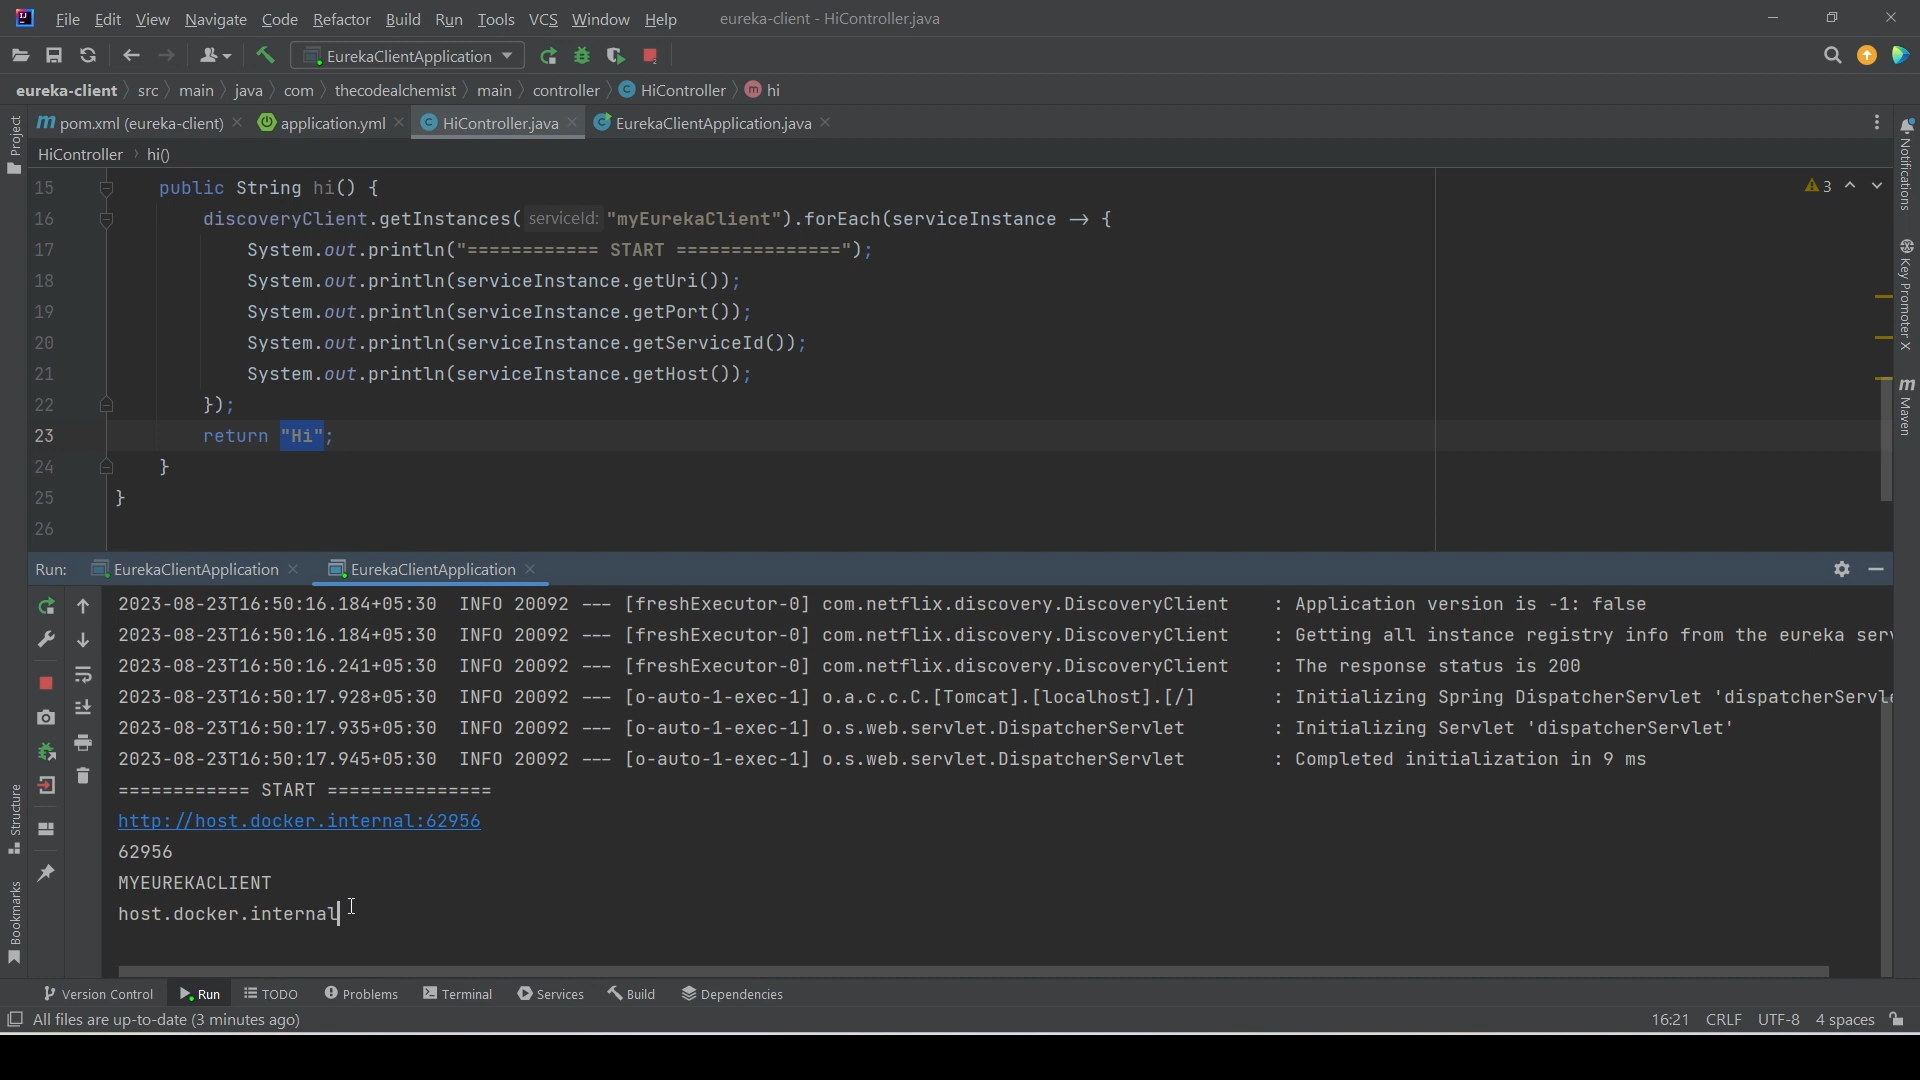 File Edit View Navigate Code Refactor Build Run Tools VCS Window Help eureka-client - HiController.java
EurekaClientApplication
eureka-client src main java com thecodealchemist main controller HiController hi
pom.xml (eureka-client) application.yml HiController.java EurekaClientApplication.java
HiController hi()
Project
Notifications
Key Promoter X
Maven
15 public String hi() {
16 discoveryClient.getInstances( serviceId: "myEurekaClient").forEach(serviceInstance → {
17 System.out.println("============ START ===============");
18 System.out.println(serviceInstance.getUri());
19 System.out.println(serviceInstance.getPort());
20 System.out.println(serviceInstance.getServiceId());
21 System.out.println(serviceInstance.getHost());
22 });
23 return "Hi";
24 }
25 }
26
3
Run: EurekaClientApplication EurekaClientApplication
2023-08-23T16:50:16.184+05:30 INFO 20092 --- [freshExecutor-0] com.netflix.discovery.DiscoveryClient : Application version is -1: false
2023-08-23T16:50:16.184+05:30 INFO 20092 --- [freshExecutor-0] com.netflix.discovery.DiscoveryClient : Getting all instance registry info from the eureka ser
2023-08-23T16:50:16.241+05:30 INFO 20092 --- [freshExecutor-0] com.netflix.discovery.DiscoveryClient : The response status is 200
2023-08-23T16:50:17.928+05:30 INFO 20092 --- [o-auto-1-exec-1] o.a.c.c.C.[Tomcat].[localhost].[/] : Initializing Spring DispatcherServlet 'dispatcherServl
2023-08-23T16:50:17.935+05:30 INFO 20092 --- [o-auto-1-exec-1] o.s.web.servlet.DispatcherServlet : Initializing Servlet 'dispatcherServlet'
2023-08-23T16:50:17.945+05:30 INFO 20092 --- [o-auto-1-exec-1] o.s.web.servlet.DispatcherServlet : Completed initialization in 9 ms
============ START ===============
http://host.docker.internal:62956
62956
MYEUREKACLIENT
host.docker.internal
Structure
Bookmarks
Version Control Run TODO Problems Terminal Services Build Dependencies
All files are up-to-date (3 minutes ago) 16:21 CRLF UTF-8 4 spaces